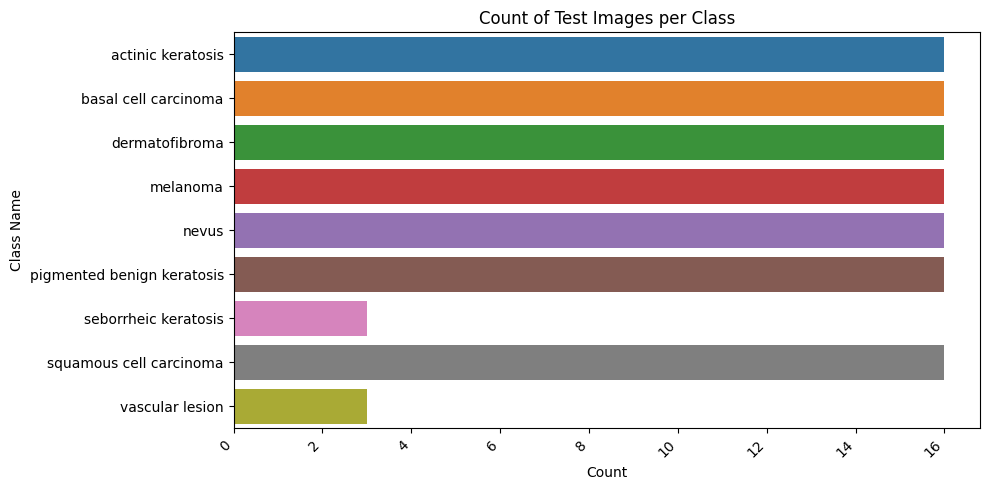 Count of Test Images per Class
Class Name
actinic keratosis
basal cell carcinoma
dermatofibroma
melanoma
nevus
pigmented benign keratosis
seborrheic keratosis
squamous cell carcinoma
vascular lesion
0 2 4 6 8 10 12 14 16
Count